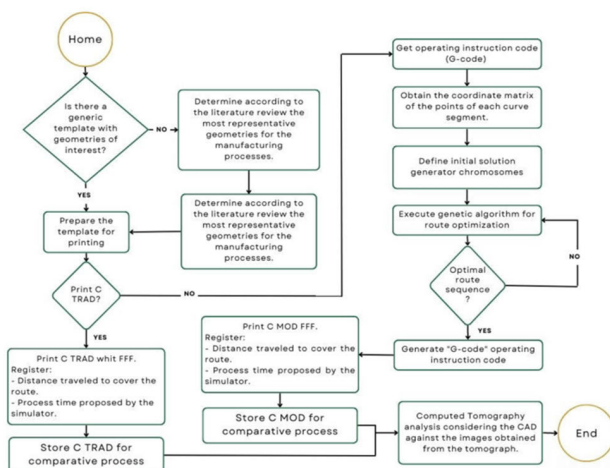 Home
Is there a
generic
template with
geometries of
interest?
NO
Determine according to
the literature review the
most representative
geometries for the
manufacturing
processes.
YES
Determine according to
the literature review the
most representative
geometries for the
manufacturing
processes.
Prepare the
template for
printing
Print C
TRAD?
NO
YES
Print C TRAD whit FFF.
Register:
- Distance traveled to cover the
route.
- Process time proposed by the
simulator.
Store C TRAD for
comparative process
Get operating instruction code
(G-code)
Obtain the coordinate matrix
of the points of each curve
segment.
Define initial solution
generator chromosomes
Execute genetic algorithm for
route optimization
NO
Optimal
route
sequence
?
YES
Generate "G-code" operating
instruction code
Print C MOD FFF.
Register:
- Distance traveled to cover the
route.
- Process time proposed by the
simulator.
Store C MOD for
comparative process
Computed Tomography
analysis considering the CAD
against the images obtained
from the tomograph.
End